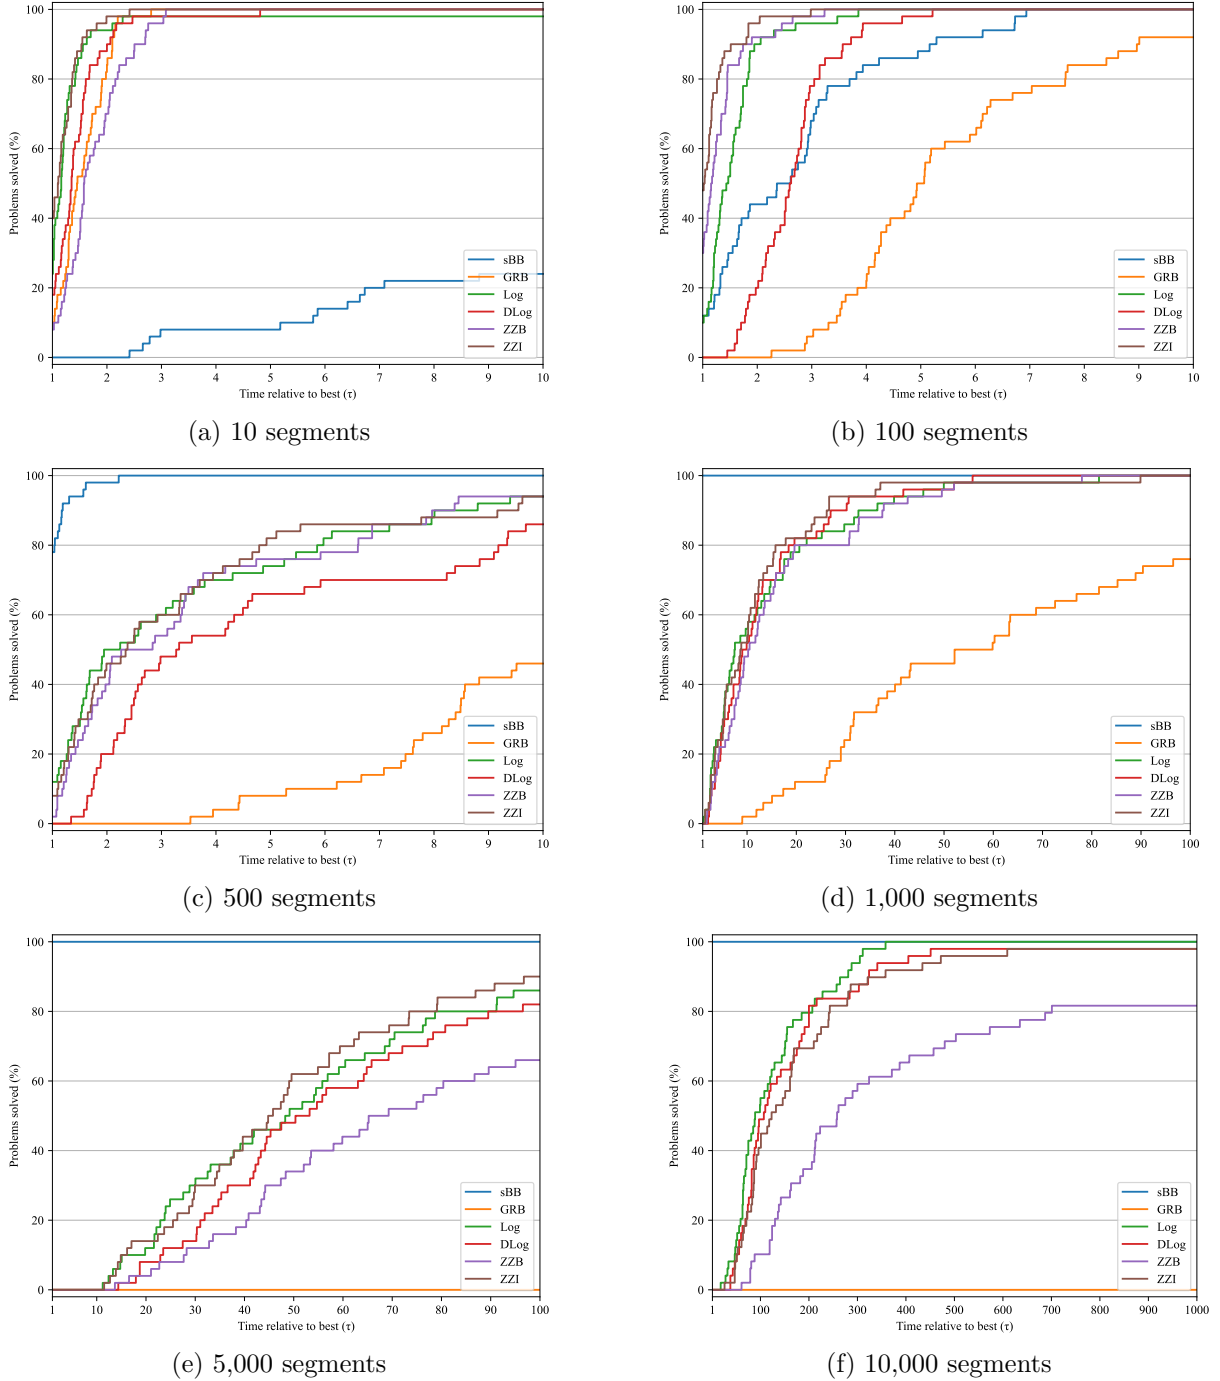 Problems solved (%)
100
80
60
40
20
0
sBB
GRB
Log
DLog
ZZB
ZZI
1 2 3 4 5 6 7 8 9 10
Time relative to best (τ)
(a) 10 segments
Problems solved (%)
100
80
60
40
20
0
sBB
GRB
Log
DLog
ZZB
ZZI
1 2 3 4 5 6 7 8 9 10
Time relative to best (τ)
(b) 100 segments
Problems solved (%)
100
80
60
40
20
0
sBB
GRB
Log
DLog
ZZB
ZZI
1 2 3 4 5 6 7 8 9 10
Time relative to best (τ)
(c) 500 segments
Problems solved (%)
100
80
60
40
20
0
sBB
GRB
Log
DLog
ZZB
ZZI
1 10 20 30 40 50 60 70 80 90 100
Time relative to best (τ)
(d) 1,000 segments
Problems solved (%)
100
80
60
40
20
0
sBB
GRB
Log
DLog
ZZB
ZZI
1 10 20 30 40 50 60 70 80 90 100
Time relative to best (τ)
(e) 5,000 segments
Problems solved (%)
100
80
60
40
20
0
sBB
GRB
Log
DLog
ZZB
ZZI
1 100 200 300 400 500 600 700 800 900 1000
Time relative to best (τ)
(f) 10,000 segments